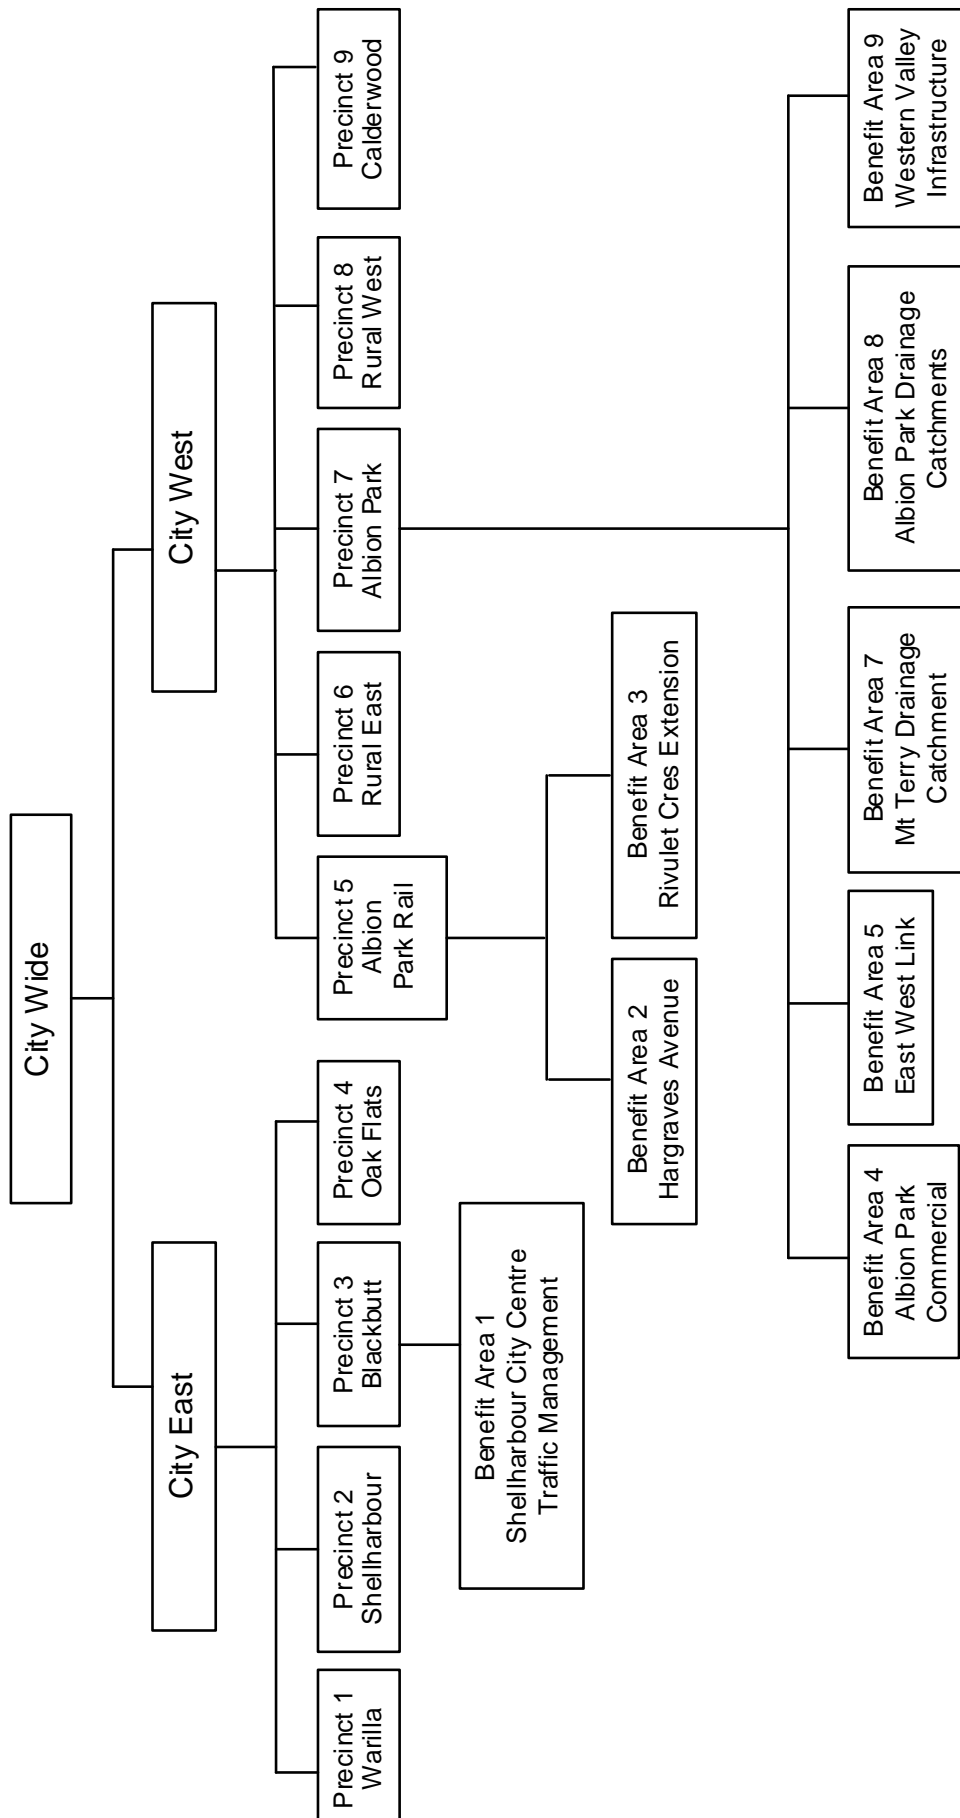 City Wide
City East
City West
Precinct 1
Warilla
Precinct 2
Shellharbour
Precinct 3
Blackbutt
Precinct 4
Oak Flats
Precinct 5
Albion
Park Rail
Precinct 6
Rural East
Precinct 7
Albion Park
Precinct 8
Rural West
Precinct 9
Calderwood
Benefit Area 1
Shellharbour City Centre
Traffic Management
Benefit Area 2
Hargraves Avenue
Benefit Area 3
Rivulet Cres Extension
Benefit Area 4
Albion Park
Commercial
Benefit Area 5
East West Link
Benefit Area 7
Mt Terry Drainage
Catchment
Benefit Area 8
Albion Park Drainage
Catchments
Benefit Area 9
Western Valley
Infrastructure